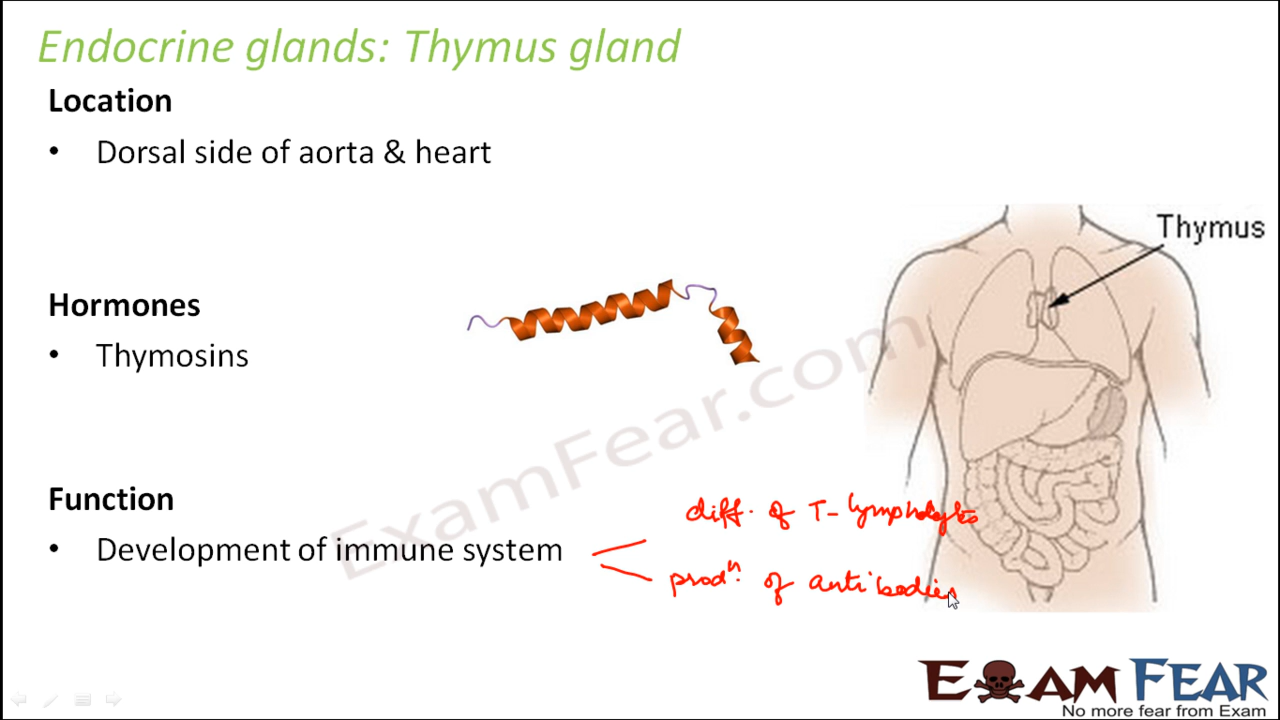 Endocrine glands: Thymus gland
Location
• Dorsal side of aorta & heart
Thymus
Hormones
• Thymosins
ExamFear.com
Function
• Development of immune system
diff. of T-lymphocytes
prodⁿ. of antibodies
EXAM FEAR
No more fear from Exam